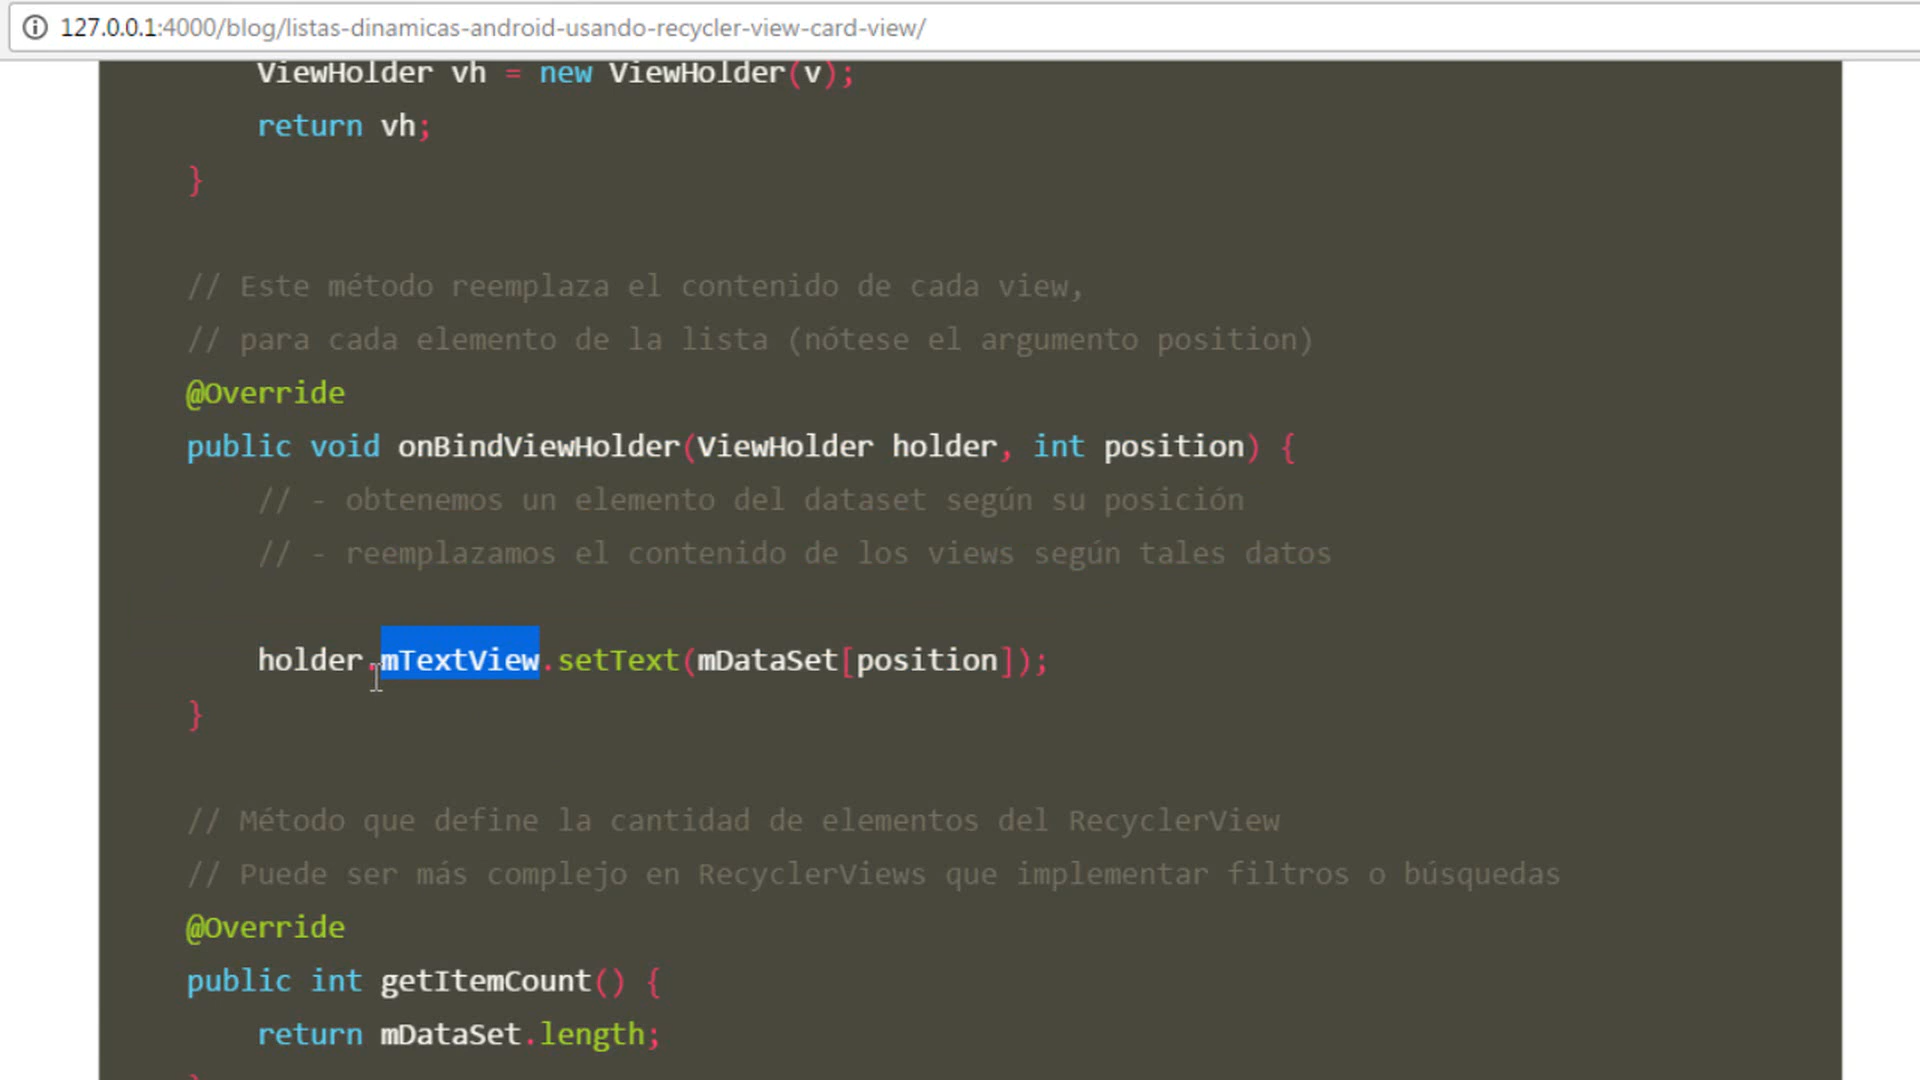 127.0.0.1:4000/blog/listas-dinamicas-android-usando-recycler-view-card-view/
ViewHolder vh = new ViewHolder(v);
return vh;
}
// Este método reemplaza el contenido de cada view,
// para cada elemento de la lista (nótese el argumento position)
@Override
public void onBindViewHolder(ViewHolder holder, int position) {
// - obtenemos un elemento del dataset según su posición
// - reemplazamos el contenido de los views según tales datos
holder.mTextView.setText(mDataSet[position]);
}
// Método que define la cantidad de elementos del RecyclerView
// Puede ser más complejo en RecyclerViews que implementar filtros o búsquedas
@Override
public int getItemCount() {
return mDataSet.length;
}